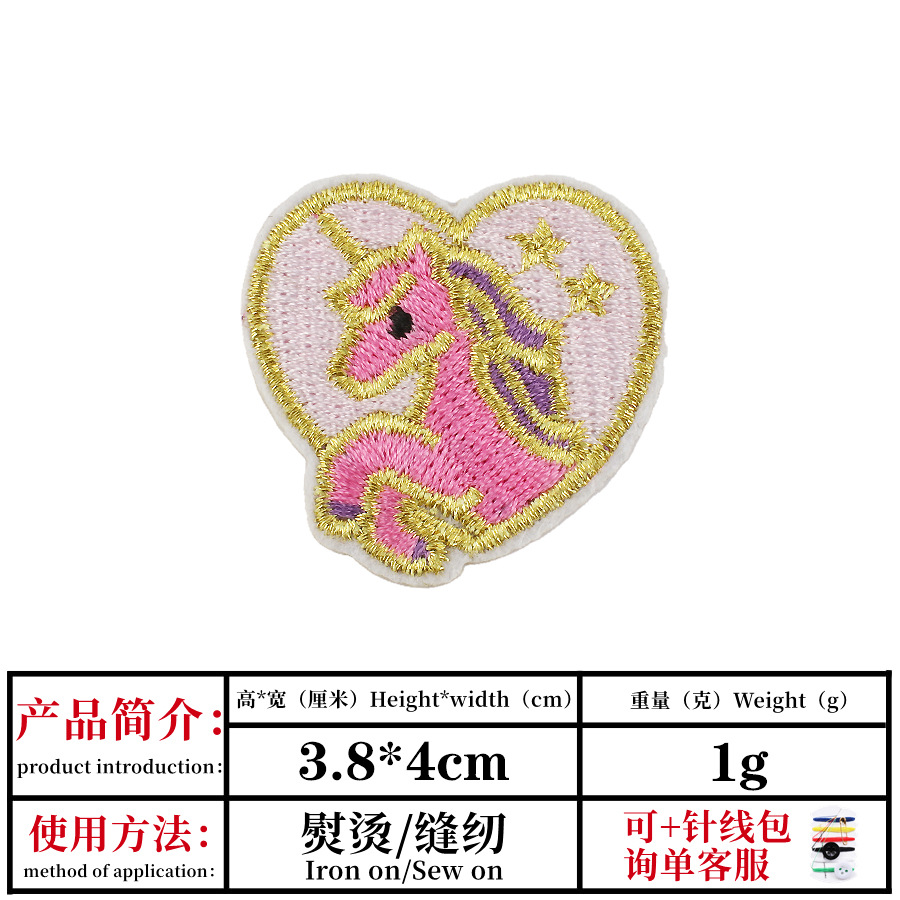 产品简介：
product introduction：
高*宽（厘米）Height*width（cm）
重量（克）Weight（g）
3.8*4cm
1g
使用方法：
method of application：
熨烫/缝纫
Iron on/Sew on
可+针线包
询单客服